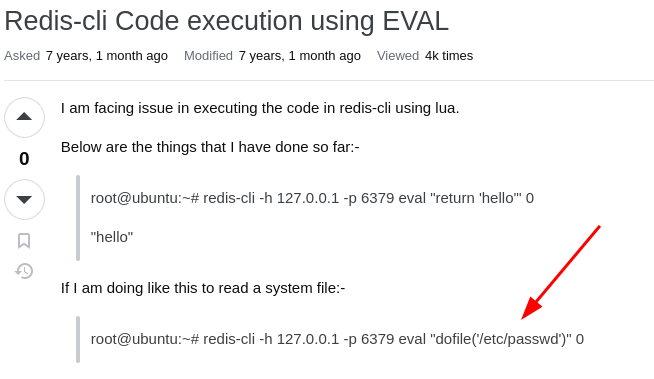 Redis-cli Code execution using EVAL
Asked 7 years, 1 month ago Modified 7 years, 1 month ago Viewed 4k times
I am facing issue in executing the code in redis-cli using lua.
Below are the things that I have done so far:-
0
root@ubuntu:~# redis-cli -h 127.0.0.1 -p 6379 eval "return 'hello'" 0
"hello"
If I am doing like this to read a system file:-
root@ubuntu:~# redis-cli -h 127.0.0.1 -p 6379 eval "dofile('/etc/passwd')" 0